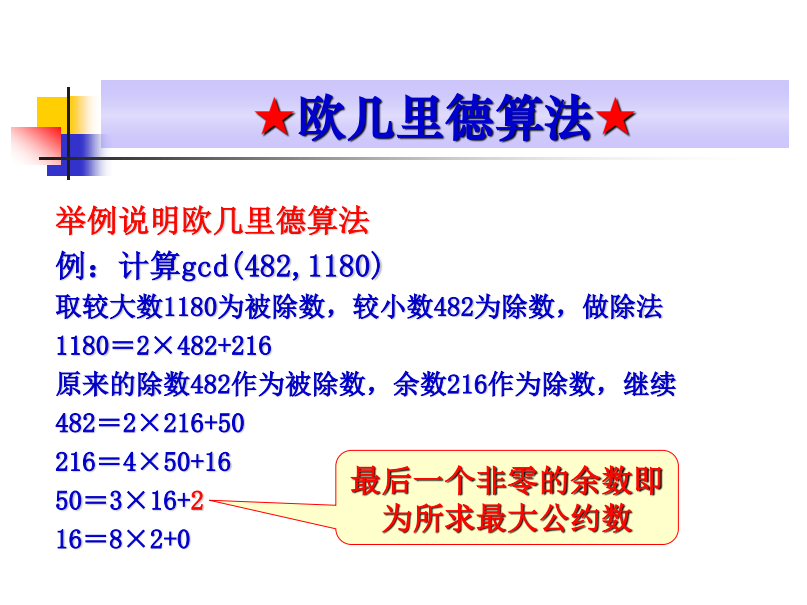 ★欧几里德算法★
举例说明欧几里德算法
例：计算gcd(482,1180)
取较大数1180为被除数，较小数482为除数，做除法
1180＝2×482+216
原来的除数482作为被除数，余数216作为除数，继续
482＝2×216+50
216＝4×50+16
50＝3×16+2
16＝8×2+0
最后一个非零的余数即
为所求最大公约数